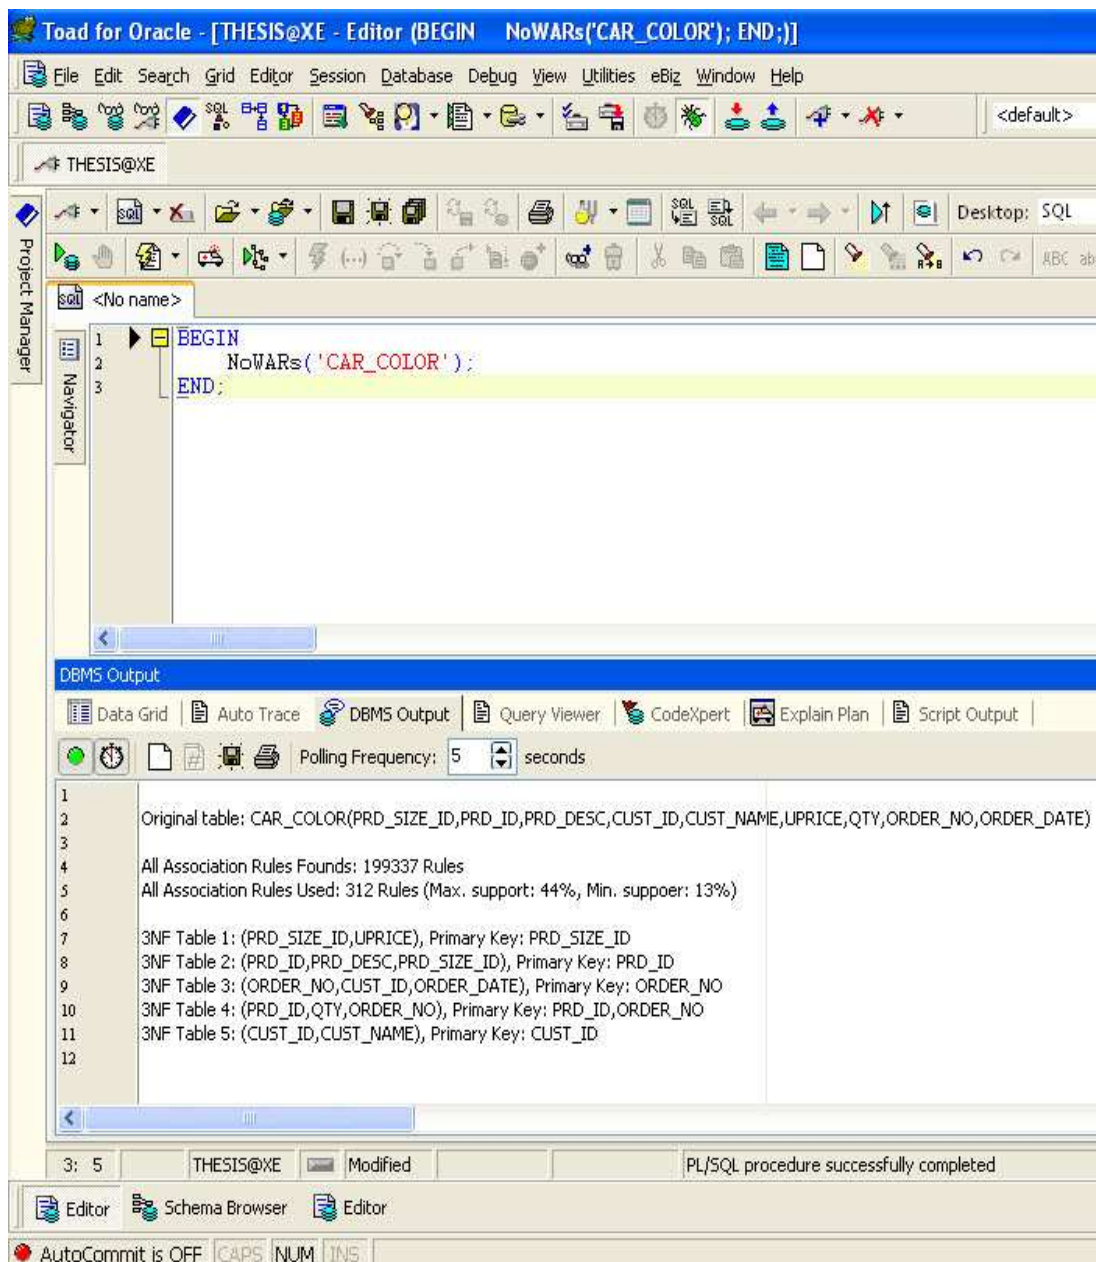 Toad for Oracle - [THESIS@XE - Editor (BEGIN NoWARs('CAR_COLOR'); END;)]
File Edit Search Grid Editor Session Database Debug View Utilities eBiz Window Help
<default>
THESIS@XE
Desktop: SQL
Project Manager
<No name>
Navigator
1 BEGIN
2 NoWARs('CAR_COLOR');
3 END;
DBMS Output
Data Grid Auto Trace DBMS Output Query Viewer CodeXpert Explain Plan Script Output
Polling Frequency: 5 seconds
1
2 Original table: CAR_COLOR(PRD_SIZE_ID,PRD_ID,PRD_DESC,CUST_ID,CUST_NAME,UPRICE,QTY,ORDER_NO,ORDER_DATE)
3
4 All Association Rules Founds: 199337 Rules
5 All Association Rules Used: 312 Rules (Max. support: 44%, Min. suppoer: 13%)
6
7 3NF Table 1: (PRD_SIZE_ID,UPRICE), Primary Key: PRD_SIZE_ID
8 3NF Table 2: (PRD_ID,PRD_DESC,PRD_SIZE_ID), Primary Key: PRD_ID
9 3NF Table 3: (ORDER_NO,CUST_ID,ORDER_DATE), Primary Key: ORDER_NO
10 3NF Table 4: (PRD_ID,QTY,ORDER_NO), Primary Key: PRD_ID,ORDER_NO
11 3NF Table 5: (CUST_ID,CUST_NAME), Primary Key: CUST_ID
12
3: 5 THESIS@XE Modified PL/SQL procedure successfully completed
Editor Schema Browser Editor
AutoCommit is OFF CAPS NUM INS